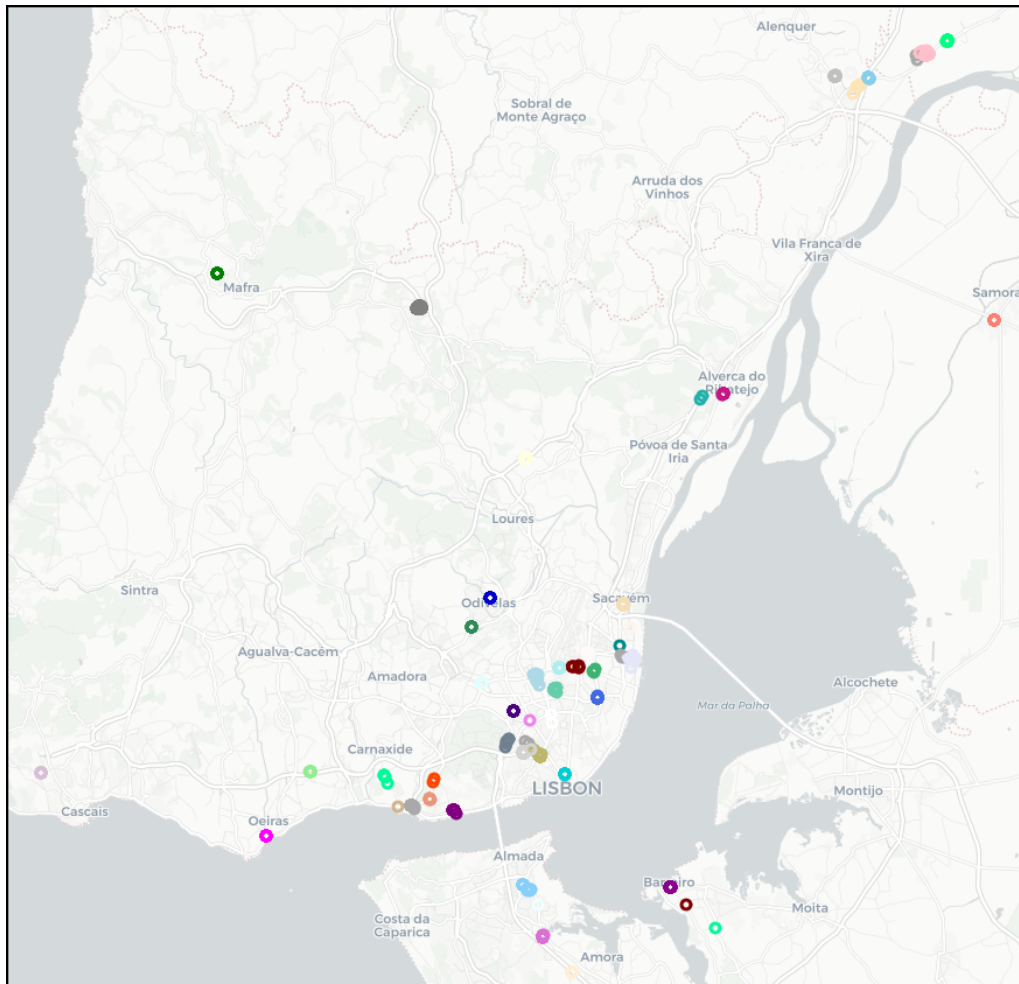 Alenquer
Sobral de
Monte Agraço
Arruda dos
Vinhos
Vila Franca de
Xira
Mafra
Samora
Alverca do
Ribatejo
Póvoa de Santa
Iria
Loures
Sintra
Odivelas
Sacavém
Agualva-Cacém
Amadora
Alcochete
Mar da Palha
Carnaxide
Cascais
LISBON
Montijo
Oeiras
Almada
Barreiro
Moita
Costa da
Caparica
Amora